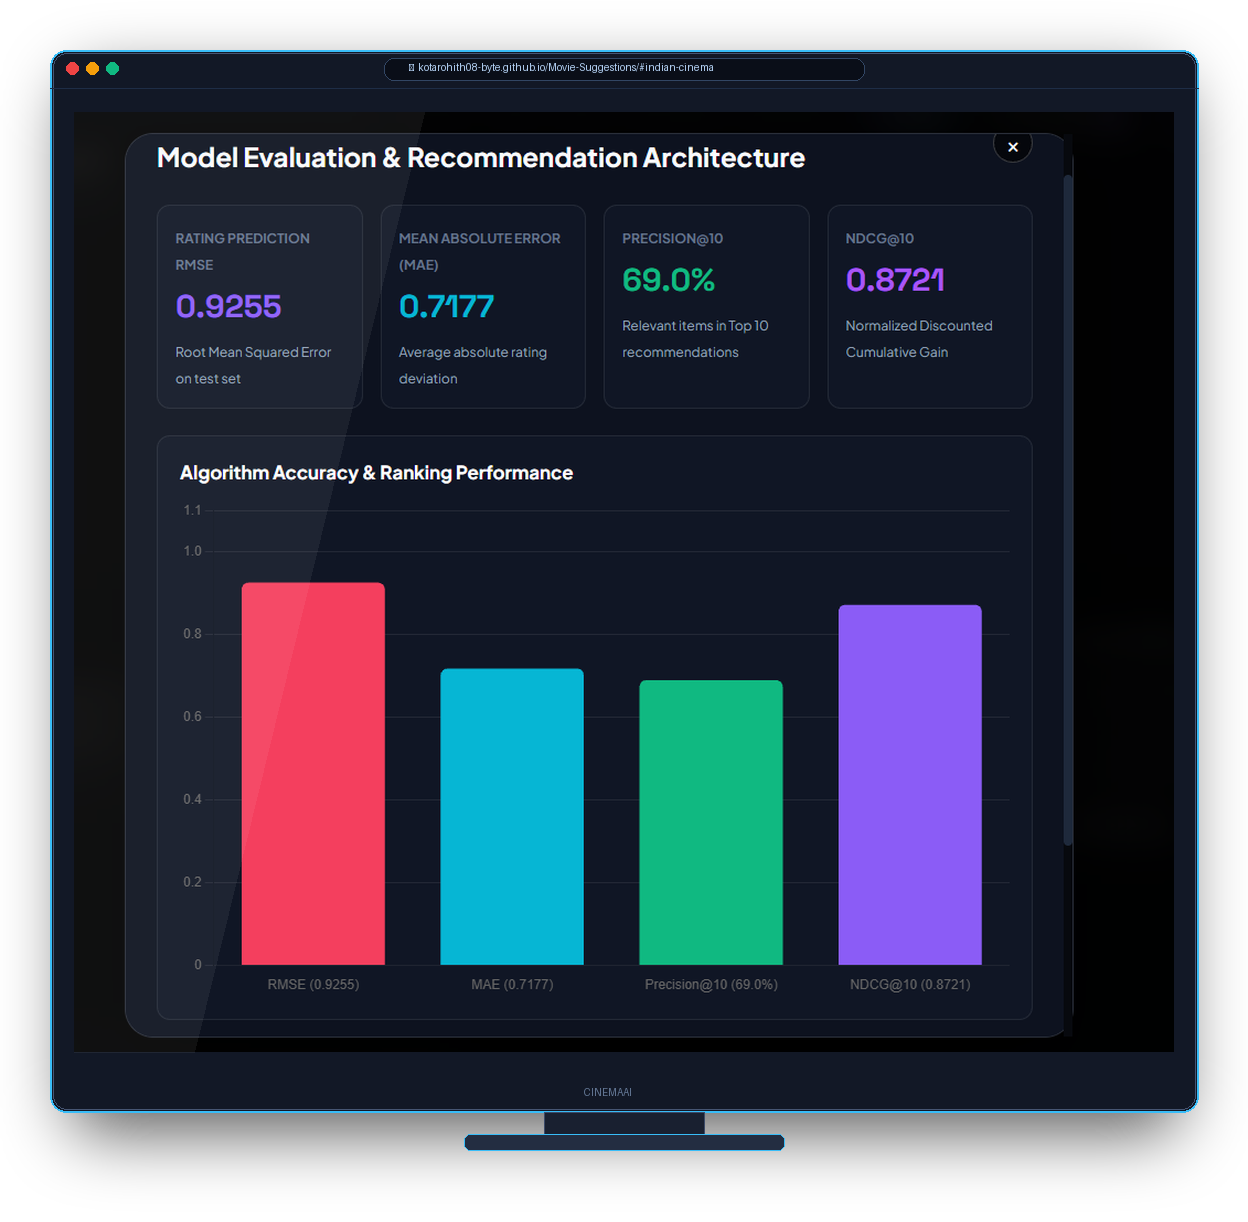 kotarohith08-byte.github.io/Movie-Suggestions/#indian-cinema
Model Evaluation & Recommendation Architecture
×
RATING PREDICTION
RMSE
0.9255
Root Mean Squared Error
on test set
MEAN ABSOLUTE ERROR
(MAE)
0.7177
Average absolute rating
deviation
PRECISION@10
69.0%
Relevant items in Top 10
recommendations
NDCG@10
0.8721
Normalized Discounted
Cumulative Gain
Algorithm Accuracy & Ranking Performance
1.1
1.0
0.8
0.6
0.4
0.2
0
RMSE (0.9255)
MAE (0.7177)
Precision@10 (69.0%)
NDCG@10 (0.8721)
CINEMAAI